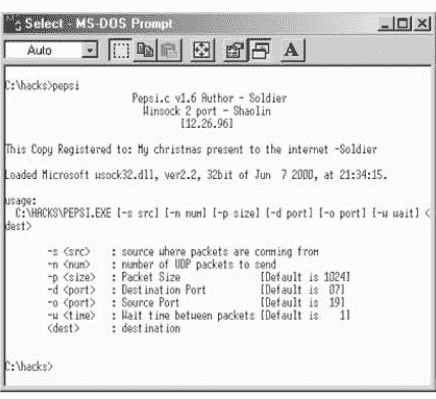 Select - MS-DOS Prompt
Auto
A
C:\hacks>pepsi
Pepsi.c v1.6 Author - Soldier
Winsock 2 port - Shaolin
[12.26.96]
This Copy Registered to: My christmas present to the internet -Soldier
Loaded Microsoft wsock32.dll, ver2.2, 32bit of Jun 7 2000, at 21:34:15.
usage:
C:\HACKS\PEPSI.EXE [-s src] [-n num] [-p size] [-d port] [-o port] [-w wait] <
dest>
-s <src> : source where packets are comming from
-n <num> : number of UDP packets to send
-p <size> : Packet Size [Default is 1024]
-d <port> : Destination Port [Default is 07]
-o <port> : Source Port [Default is 19]
-w <time> : Wait time between packets [Default is 1]
<dest> : destination
C:\hacks>